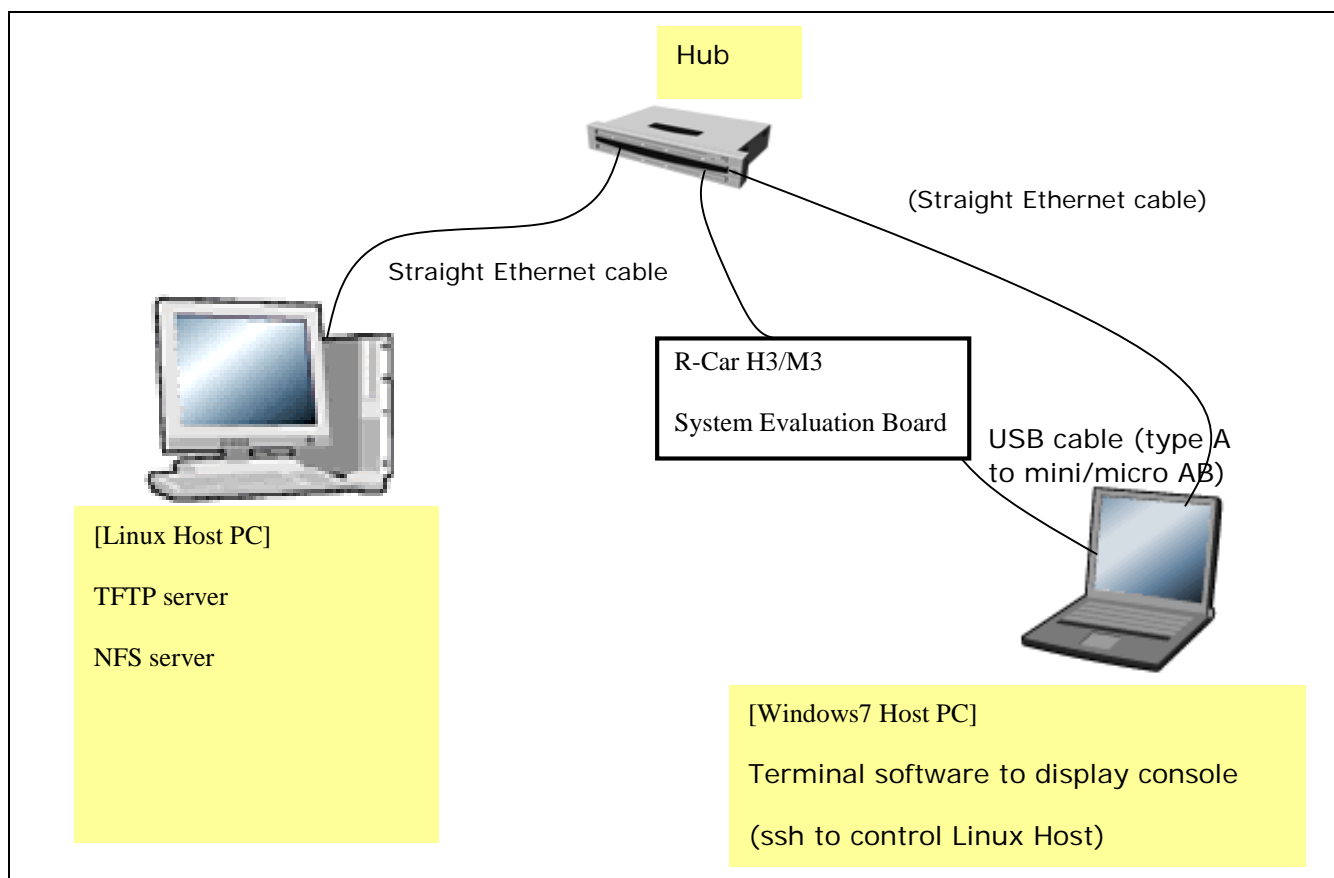 Hub
(Straight Ethernet cable)
Straight Ethernet cable
R-Car H3/M3
System Evaluation Board
USB cable (type A
to mini/micro AB)
[Linux Host PC]
TFTP server
NFS server
[Windows7 Host PC]
Terminal software to display console
(ssh to control Linux Host)